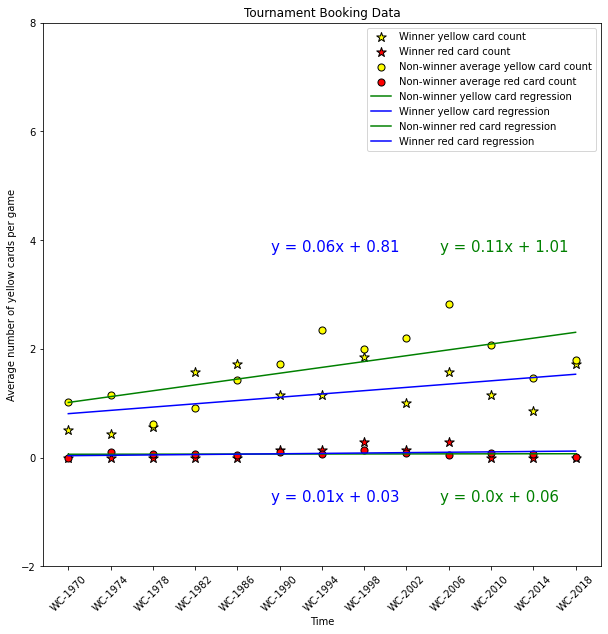 Tournament Booking Data
8
6
4
2
0
−2
Average number of yellow cards per game
Winner yellow card count
Winner red card count
Non-winner average yellow card count
Non-winner average red card count
Non-winner yellow card regression
Winner yellow card regression
Non-winner red card regression
Winner red card regression
y = 0.06x + 0.81
y = 0.11x + 1.01
y = 0.01x + 0.03
y = 0.0x + 0.06
WC-1970
WC-1974
WC-1978
WC-1982
WC-1986
WC-1990
WC-1994
WC-1998
WC-2002
WC-2006
WC-2010
WC-2014
WC-2018
Time